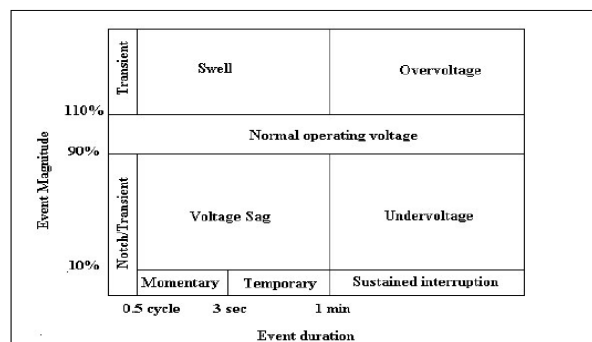 Transient
Swell
Overvoltage
110%
Normal operating voltage
90%
Event Magnitude
Notch/Transient
Voltage Sag
Undervoltage
10%
Momentary
Temporary
Sustained interruption
0.5 cycle
3 sec
1 min
Event duration